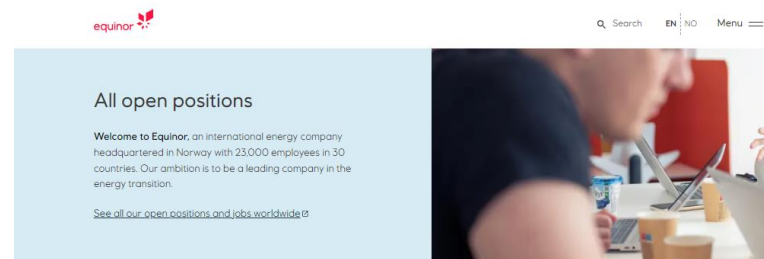 equinor
Search EN NO Menu
All open positions
Welcome to Equinor, an international energy company
headquartered in Norway with 23,000 employees in 30
countries. Our ambition is to be a leading company in the
energy transition.
See all our open positions and jobs worldwide